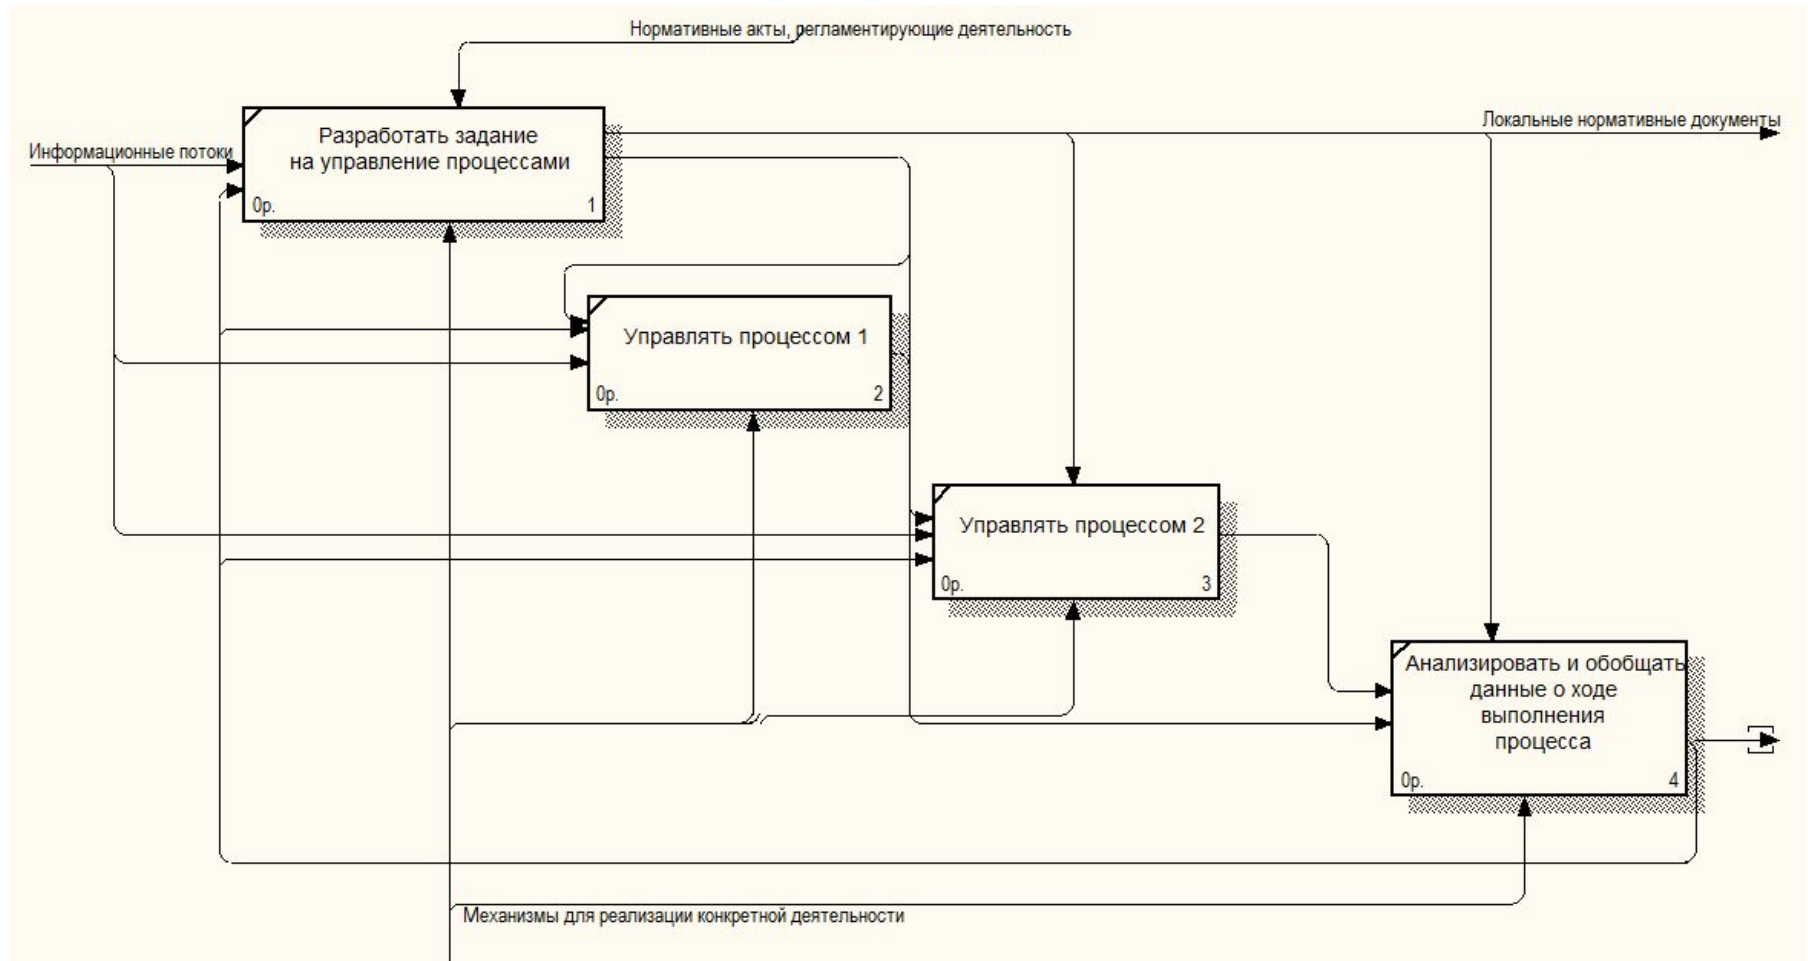 Нормативные акты, регламентирующие деятельность
Локальные нормативные документы
Информационные потоки
Разработать задание
на управление процессами
0р.
1
Управлять процессом 1
0р.
2
Управлять процессом 2
0р.
3
Анализировать и обобщать
данные о ходе
выполнения
процесса
0р.
4
Механизмы для реализации конкретной деятельности